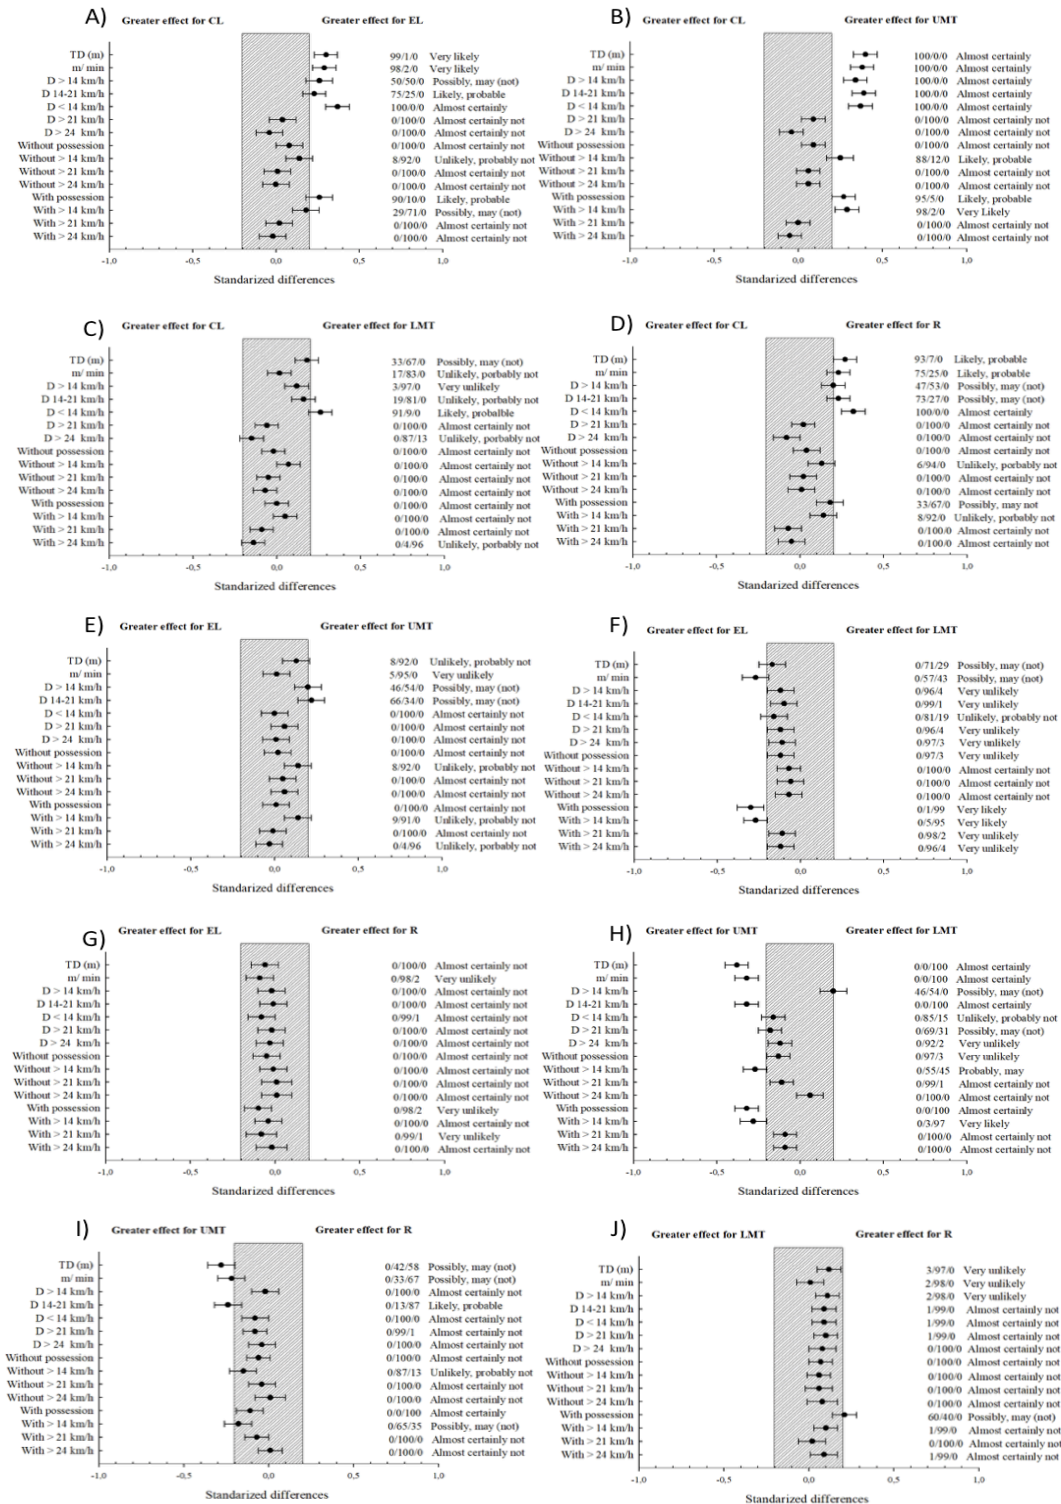 A) Greater effect for CL Greater effect for EL
TD (m) 99/1/0 Very likely
m/ min 98/2/0 Very likely
D > 14 km/h 50/50/0 Possibly, may (not)
D 14-21 km/h 75/25/0 Likely, probable
D < 14 km/h 100/0/0 Almost certainly
D > 21 km/h 0/100/0 Almost certainly not
D > 24 km/h 0/100/0 Almost certainly not
Without possession 0/100/0 Almost certainly not
Without > 14 km/h 8/92/0 Unlikely, probably not
Without > 21 km/h 0/100/0 Almost certainly not
Without > 24 km/h 0/100/0 Almost certainly not
With possession 90/10/0 Likely, probable
With > 14 km/h 29/71/0 Possibly, may (not)
With > 21 km/h 0/100/0 Almost certainly not
With > 24 km/h 0/100/0 Almost certainly not
-1,0 -0,5 0,0 0,5 1,0
Standarized differences
B) Greater effect for CL Greater effect for UMT
TD (m) 100/0/0 Almost certainly
m/ min 100/0/0 Almost certainly
D > 14 km/h 100/0/0 Almost certainly
D 14-21 km/h 100/0/0 Almost certainly
D < 14 km/h 100/0/0 Almost certainly
D > 21 km/h 0/100/0 Almost certainly not
D > 24 km/h 0/100/0 Almost certainly not
Without possession 0/100/0 Almost certainly not
Without > 14 km/h 88/12/0 Likely, probable
Without > 21 km/h 0/100/0 Almost certainly not
Without > 24 km/h 0/100/0 Almost certainly not
With possession 95/5/0 Likely, probable
With > 14 km/h 98/2/0 Very Likely
With > 21 km/h 0/100/0 Almost certainly not
With > 24 km/h 0/100/0 Almost certainly not
-1,0 -0,5 0,0 0,5 1,0
Standarized differences
C) Greater effect for CL Greater effect for LMT
TD (m) 33/67/0 Possibly, may (not)
m/ min 17/83/0 Unlikely, porbably not
D > 14 km/h 3/97/0 Very unlikely
D 14-21 km/h 19/81/0 Unlikely, porbably not
D < 14 km/h 91/9/0 Likely, probalble
D > 21 km/h 0/100/0 Almost certainly not
D > 24 km/h 0/87/13 Unlikely, porbably not
Without possession 0/100/0 Almost certainly not
Without > 14 km/h 0/100/0 Almost certainly not
Without > 21 km/h 0/100/0 Almost certainly not
Without > 24 km/h 0/100/0 Almost certainly not
With possession 0/100/0 Almost certainly not
With > 14 km/h 0/100/0 Almost certainly not
With > 21 km/h 0/100/0 Almost certainly not
With > 24 km/h 0/4/96 Unlikely, porbably not
-1,0 -0,5 0,0 0,5 1,0
Standarized differences
D) Greater effect for CL Greater effect for R
TD (m) 93/7/0 Likely, probable
m/ min 75/25/0 Likely, probable
D > 14 km/h 47/53/0 Possibly, may (not)
D 14-21 km/h 73/27/0 Possibly, may (not)
D < 14 km/h 100/0/0 Almost certainly
D > 21 km/h 0/100/0 Almost certainly not
D > 24 km/h 0/100/0 Almost certainly not
Without possession 0/100/0 Almost certainly not
Without > 14 km/h 6/94/0 Unlikely, porbably not
Without > 21 km/h 0/100/0 Almost certainly not
Without > 24 km/h 0/100/0 Almost certainly not
With possession 33/67/0 Possibly, may not
With > 14 km/h 8/92/0 Unlikely, porbably not
With > 21 km/h 0/100/0 Almost certainly not
With > 24 km/h 0/100/0 Almost certainly not
-1,0 -0,5 0,0 0,5 1,0
Standarized differences
E) Greater effect for EL Greater effect for UMT
TD (m) 8/92/0 Unlikely, probably not
m/ min 5/95/0 Very unlikely
D > 14 km/h 46/54/0 Possibly, may (not)
D 14-21 km/h 66/34/0 Possibly, may (not)
D < 14 km/h 0/100/0 Almost certainly not
D > 21 km/h 0/100/0 Almost certainly not
D > 24 km/h 0/100/0 Almost certainly not
Without possession 0/100/0 Almost certainly not
Without > 14 km/h 8/92/0 Unlikely, probably not
Without > 21 km/h 0/100/0 Almost certainly not
Without > 24 km/h 0/100/0 Almost certainly not
With possession 0/100/0 Almost certainly not
With > 14 km/h 9/91/0 Unlikely, probably not
With > 21 km/h 0/100/0 Almost certainly not
With > 24 km/h 0/4/96 Unlikely, porbably not
-1,0 -0,5 0,0 0,5 1,0
Standarized differences
F) Greater effect for EL Greater effect for LMT
TD (m) 0/71/29 Possibly, may (not)
m/ min 0/57/43 Possibly, may (not)
D > 14 km/h 0/96/4 Very unlikely
D 14-21 km/h 0/99/1 Very unlikely
D < 14 km/h 0/81/19 Unlikely, probably not
D > 21 km/h 0/96/4 Very unlikely
D > 24 km/h 0/97/3 Very unlikely
Without possession 0/97/3 Very unlikely
Without > 14 km/h 0/100/0 Almost certainly not
Without > 21 km/h 0/100/0 Almost certainly not
Without > 24 km/h 0/100/0 Almost certainly not
With possession 0/1/99 Very likely
With > 14 km/h 0/5/95 Very likely
With > 21 km/h 0/98/2 Very unlikely
With > 24 km/h 0/96/4 Very unlikely
-1,0 -0,5 0,0 0,5 1,0
Standarized differences
G) Greater effect for EL Greater effect for R
TD (m) 0/100/0 Almost certainly not
m/ min 0/98/2 Very unlikely
D > 14 km/h 0/100/0 Almost certainly not
D 14-21 km/h 0/100/0 Almost certainly not
D < 14 km/h 0/99/1 Almost certainly not
D > 21 km/h 0/100/0 Almost certainly not
D > 24 km/h 0/100/0 Almost certainly not
Without possession 0/100/0 Almost certainly not
Without > 14 km/h 0/100/0 Almost certainly not
Without > 21 km/h 0/100/0 Almost certainly not
Without > 24 km/h 0/100/0 Almost certainly not
With possession 0/98/2 Very unlikely
With > 14 km/h 0/100/0 Almost certainly not
With > 21 km/h 0/99/1 Very unlikely
With > 24 km/h 0/100/0 Almost certainly not
-1,0 -0,5 0,0 0,5 1,0
Standarized differences
H) Greater effect for UMT Greater effect for LMT
TD (m) 0/0/100 Almost certainly
m/ min 0/0/100 Almost certainly
D > 14 km/h 46/54/0 Possibly, may (not)
D 14-21 km/h 0/0/100 Almost certainly
D < 14 km/h 0/85/15 Unlikely, probably not
D > 21 km/h 0/69/31 Possibly, may (not)
D > 24 km/h 0/92/2 Very unlikely
Without possession 0/97/3 Very unlikely
Without > 14 km/h 0/55/45 Probably, may
Without > 21 km/h 0/99/1 Almost certainly not
Without > 24 km/h 0/100/0 Almost certainly not
With possession 0/0/100 Almost certainly
With > 14 km/h 0/3/97 Very likely
With > 21 km/h 0/100/0 Almost certainly not
With > 24 km/h 0/100/0 Almost certainly not
-1,0 -0,5 0,0 0,5 1,0
Standarized differences
I) Greater effect for UMT Greater effect for R
TD (m) 0/42/58 Possibly, may (not)
m/ min 0/33/67 Possibly, may (not)
D > 14 km/h 0/100/0 Almost certainly not
D 14-21 km/h 0/13/87 Likely, probable
D < 14 km/h 0/100/0 Almost certainly not
D > 21 km/h 0/99/1 Almost certainly not
D > 24 km/h 0/100/0 Almost certainly not
Without possession 0/100/0 Almost certainly not
Without > 14 km/h 0/87/13 Unlikely, probably not
Without > 21 km/h 0/100/0 Almost certainly not
Without > 24 km/h 0/100/0 Almost certainly not
With possession 0/0/100 Almost certainly
With > 14 km/h 0/65/35 Possibly, may (not)
With > 21 km/h 0/100/0 Almost certainly not
With > 24 km/h 0/100/0 Almost certainly not
-1,0 -0,5 0,0 0,5 1,0
Standarized differences
J) Greater effect for LMT Greater effect for R
TD (m) 3/97/0 Very unlikely
m/ min 2/98/0 Very unlikely
D > 14 km/h 2/98/0 Very unlikely
D 14-21 km/h 1/99/0 Almost certainly not
D < 14 km/h 1/99/0 Almost certainly not
D > 21 km/h 1/99/0 Almost certainly not
D > 24 km/h 0/100/0 Almost certainly not
Without possession 0/100/0 Almost certainly not
Without > 14 km/h 0/100/0 Almost certainly not
Without > 21 km/h 0/100/0 Almost certainly not
Without > 24 km/h 0/100/0 Almost certainly not
With possession 60/40/0 Possibly, may (not)
With > 14 km/h 1/99/0 Almost certainly not
With > 21 km/h 0/100/0 Almost certainly not
With > 24 km/h 1/99/0 Almost certainly not
-1,0 -0,5 0,0 0,5 1,0
Standarized differences